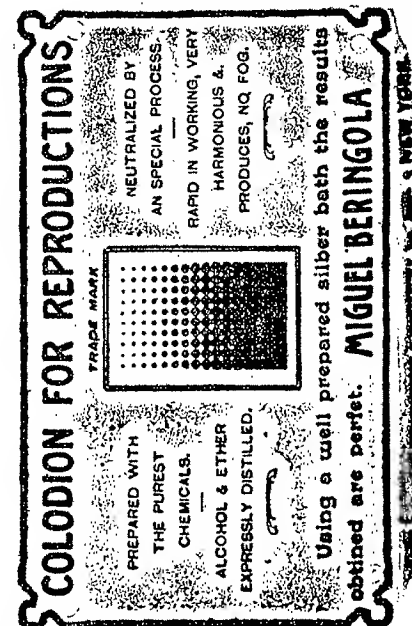 COLODION FOR REPRODUCTIONS
PREPARED WITH
THE PUREST
CHEMICALS.
ALCOHOL & ETHER
EXPRESSLY DISTILLED.
TRADE MARK
NEUTRALIZED BY
AN SPECIAL PROCESS.
RAPID IN WORKING, VERY
HARMONIOUS &.
PRODUCES, NO, FOG.
Using a well prepared silber bath the results
obtined are perfet. MIGUEL BERINGOLA
NEW YORK.